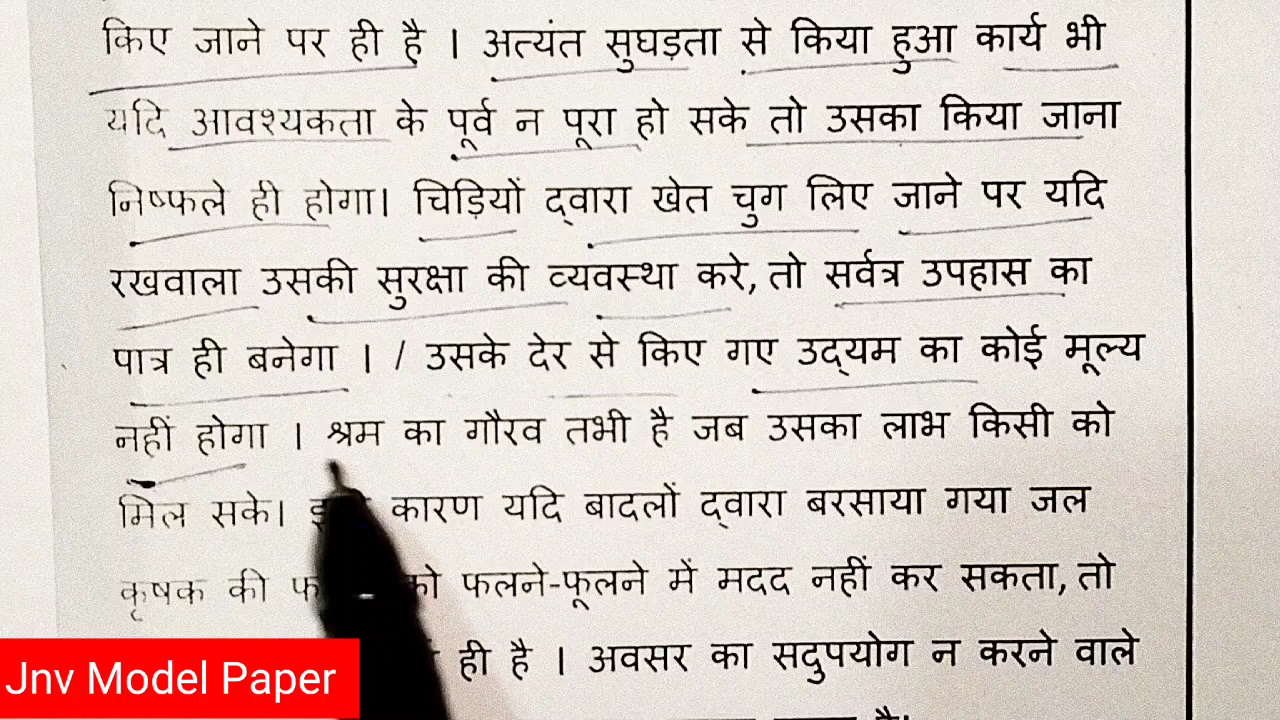 किए जाने पर ही है । अत्यंत सुघड़ता से किया हुआ कार्य भी
यदि आवश्यकता के पूर्व न पूरा हो सके तो उसका किया जाना
निष्फले ही होगा। चिड़ियों द्वारा खेत चुग लिए जाने पर यदि
रखवाला उसकी सुरक्षा की व्यवस्था करे, तो सर्वत्र उपहास का
पात्र ही बनेगा । / उसके देर से किए गए उद्यम का कोई मूल्य
नहीं होगा । श्रम का गौरव तभी है जब उसका लाभ किसी को
मिल सके। कारण यदि बादलों द्वारा बरसाया गया जल
कृषक की को फलने-फूलने में मदद नहीं कर सकता, तो
ही है । अवसर का सदुपयोग न करने वाले
है।
Jnv Model Paper